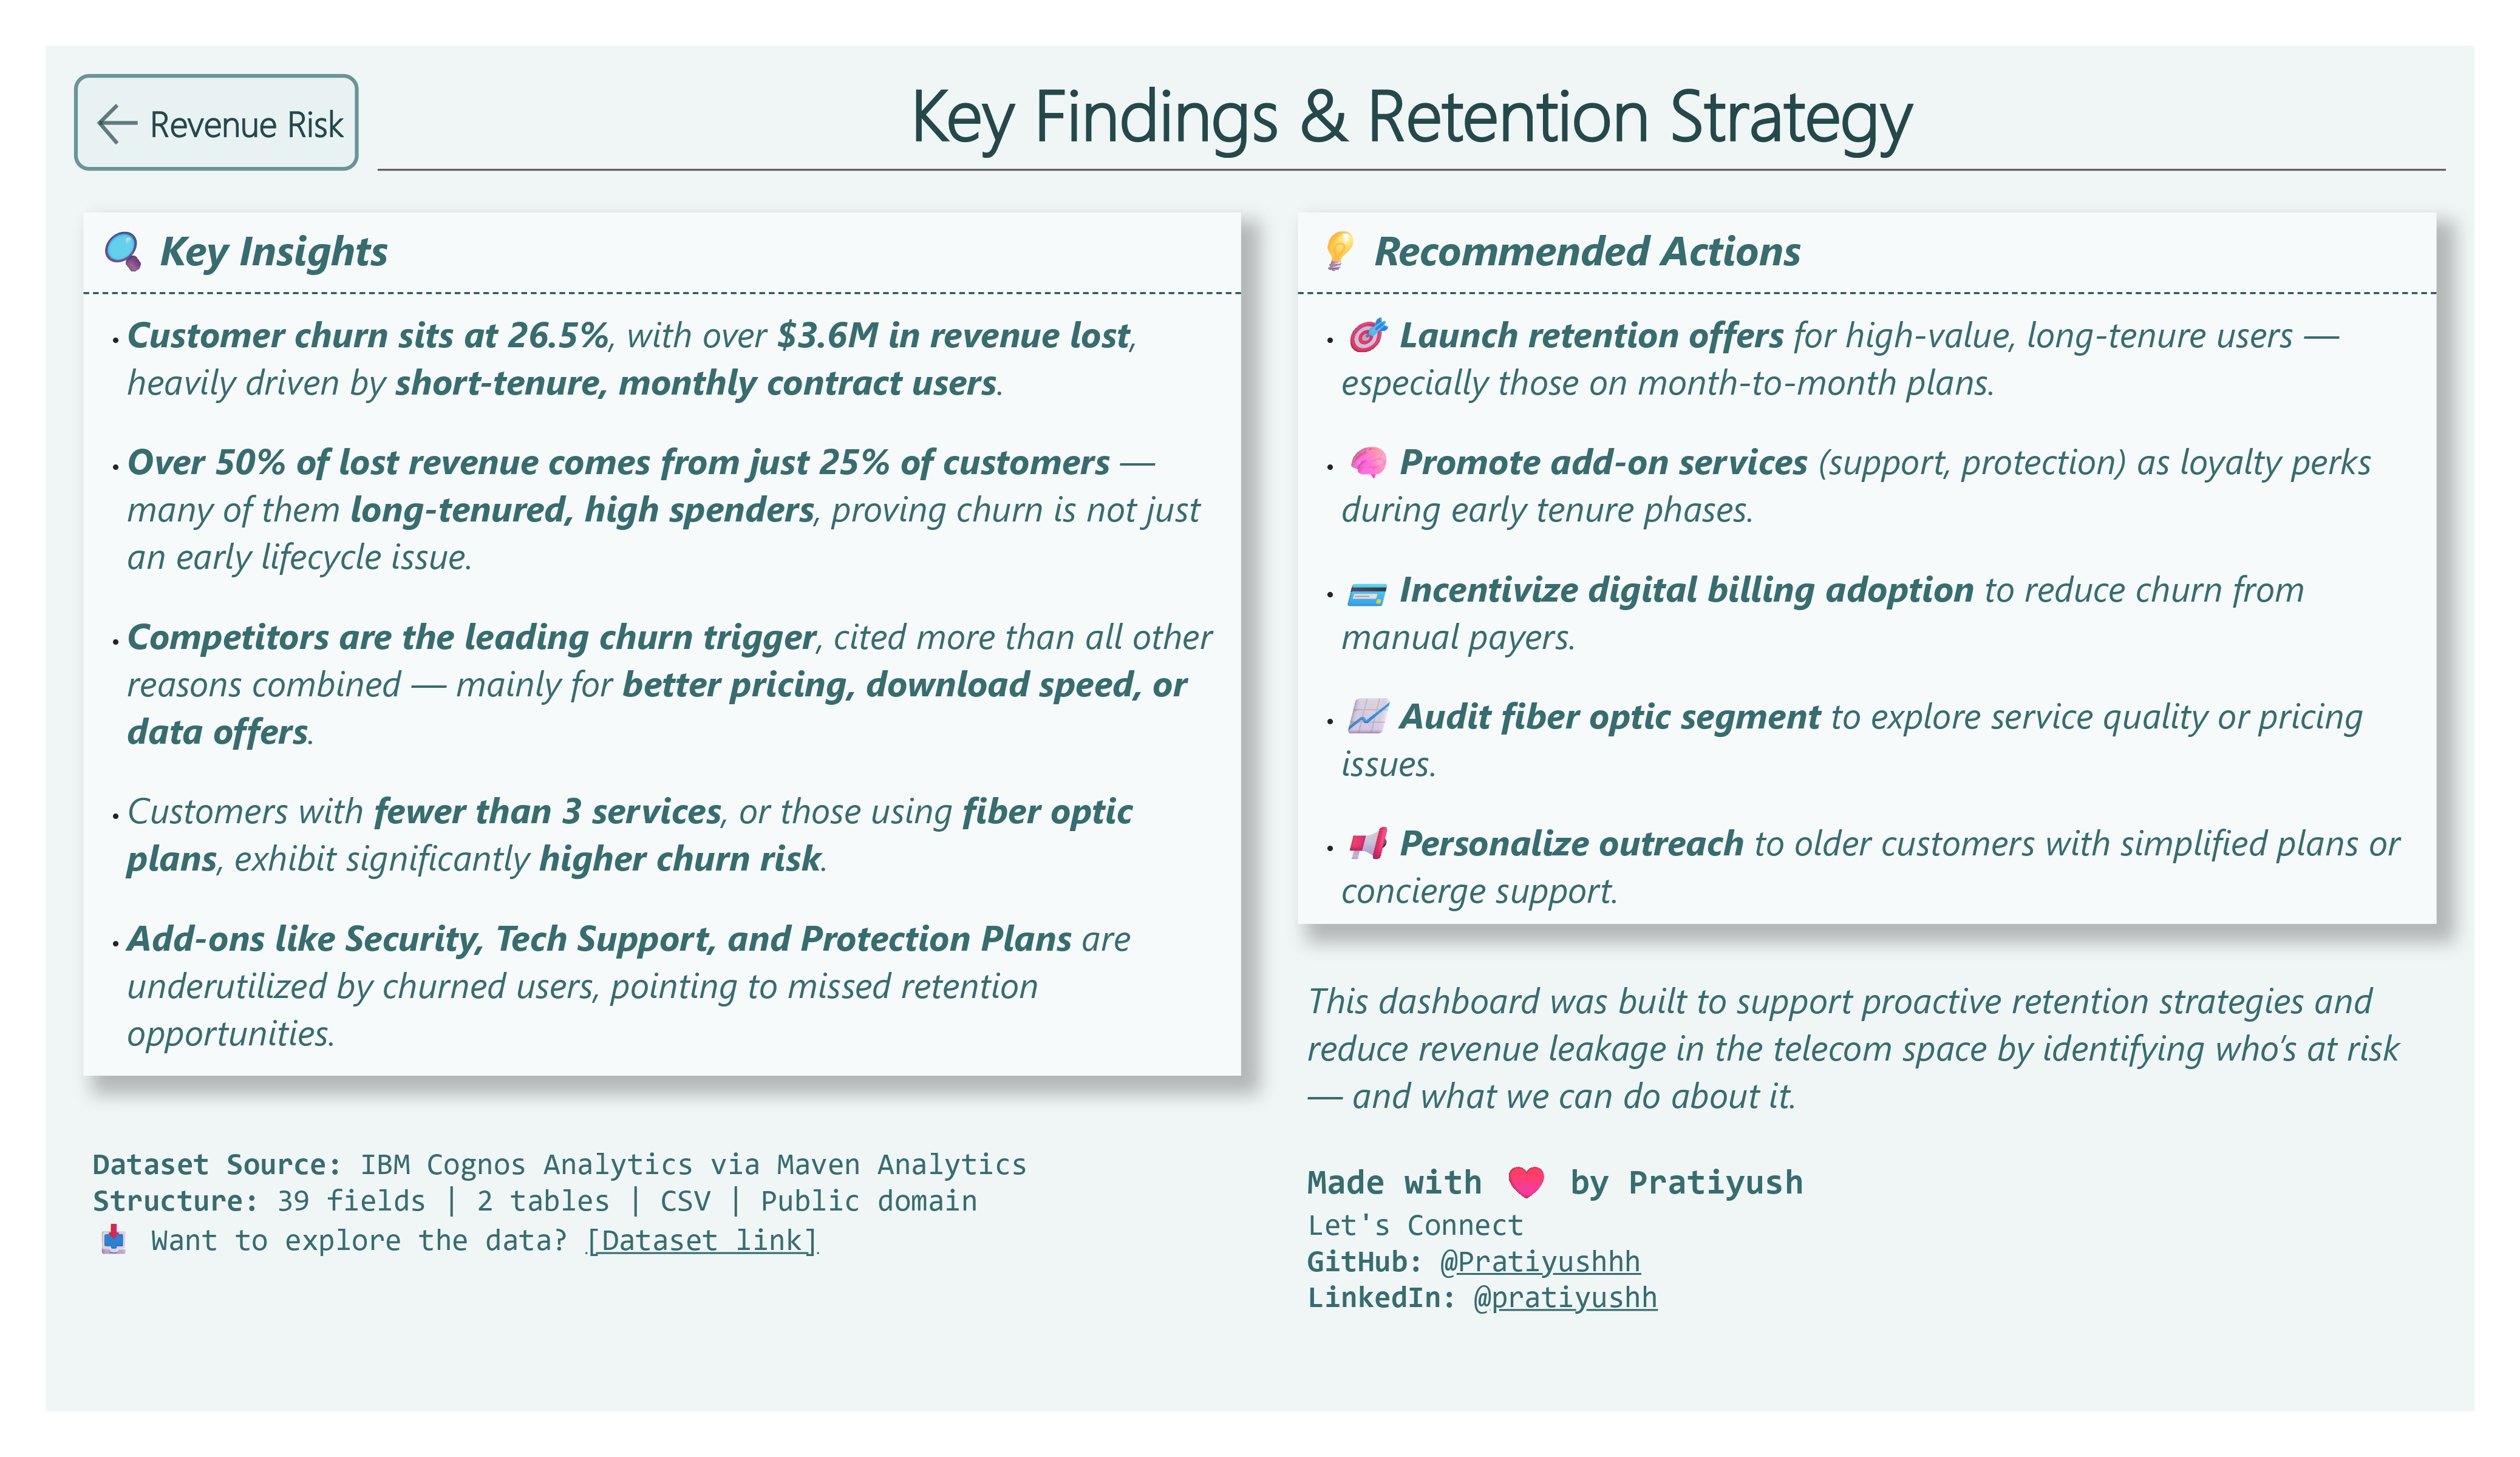 ← Revenue Risk
Key Findings & Retention Strategy
🔍 Key Insights
• Customer churn sits at 26.5%, with over $3.6M in revenue lost,
heavily driven by short-tenure, monthly contract users.
• Over 50% of lost revenue comes from just 25% of customers —
many of them long-tenured, high spenders, proving churn is not just
an early lifecycle issue.
• Competitors are the leading churn trigger, cited more than all other
reasons combined — mainly for better pricing, download speed, or
data offers.
• Customers with fewer than 3 services, or those using fiber optic
plans, exhibit significantly higher churn risk.
• Add-ons like Security, Tech Support, and Protection Plans are
underutilized by churned users, pointing to missed retention
opportunities.
Dataset Source: IBM Cognos Analytics via Maven Analytics
Structure: 39 fields | 2 tables | CSV | Public domain
📥 Want to explore the data? [Dataset link]
💡 Recommended Actions
• 🎯 Launch retention offers for high-value, long-tenure users —
especially those on month-to-month plans.
• 🧠 Promote add-on services (support, protection) as loyalty perks
during early tenure phases.
• 💳 Incentivize digital billing adoption to reduce churn from
manual payers.
• 📈 Audit fiber optic segment to explore service quality or pricing
issues.
• 📣 Personalize outreach to older customers with simplified plans or
concierge support.
This dashboard was built to support proactive retention strategies and
reduce revenue leakage in the telecom space by identifying who’s at risk
— and what we can do about it.
Made with ❤️ by Pratiyush
Let's Connect
GitHub: @Pratiyushhh
LinkedIn: @pratiyushh